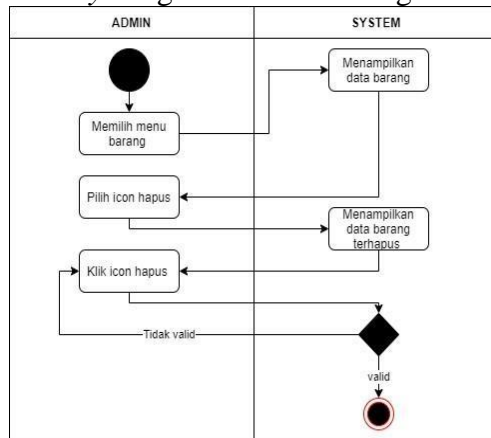 ADMIN
SYSTEM
Menampilkan
data barang
Memilih menu
barang
Pilih icon hapus
Menampilkan
data barang
terhapus
Klik icon hapus
Tidak valid
valid